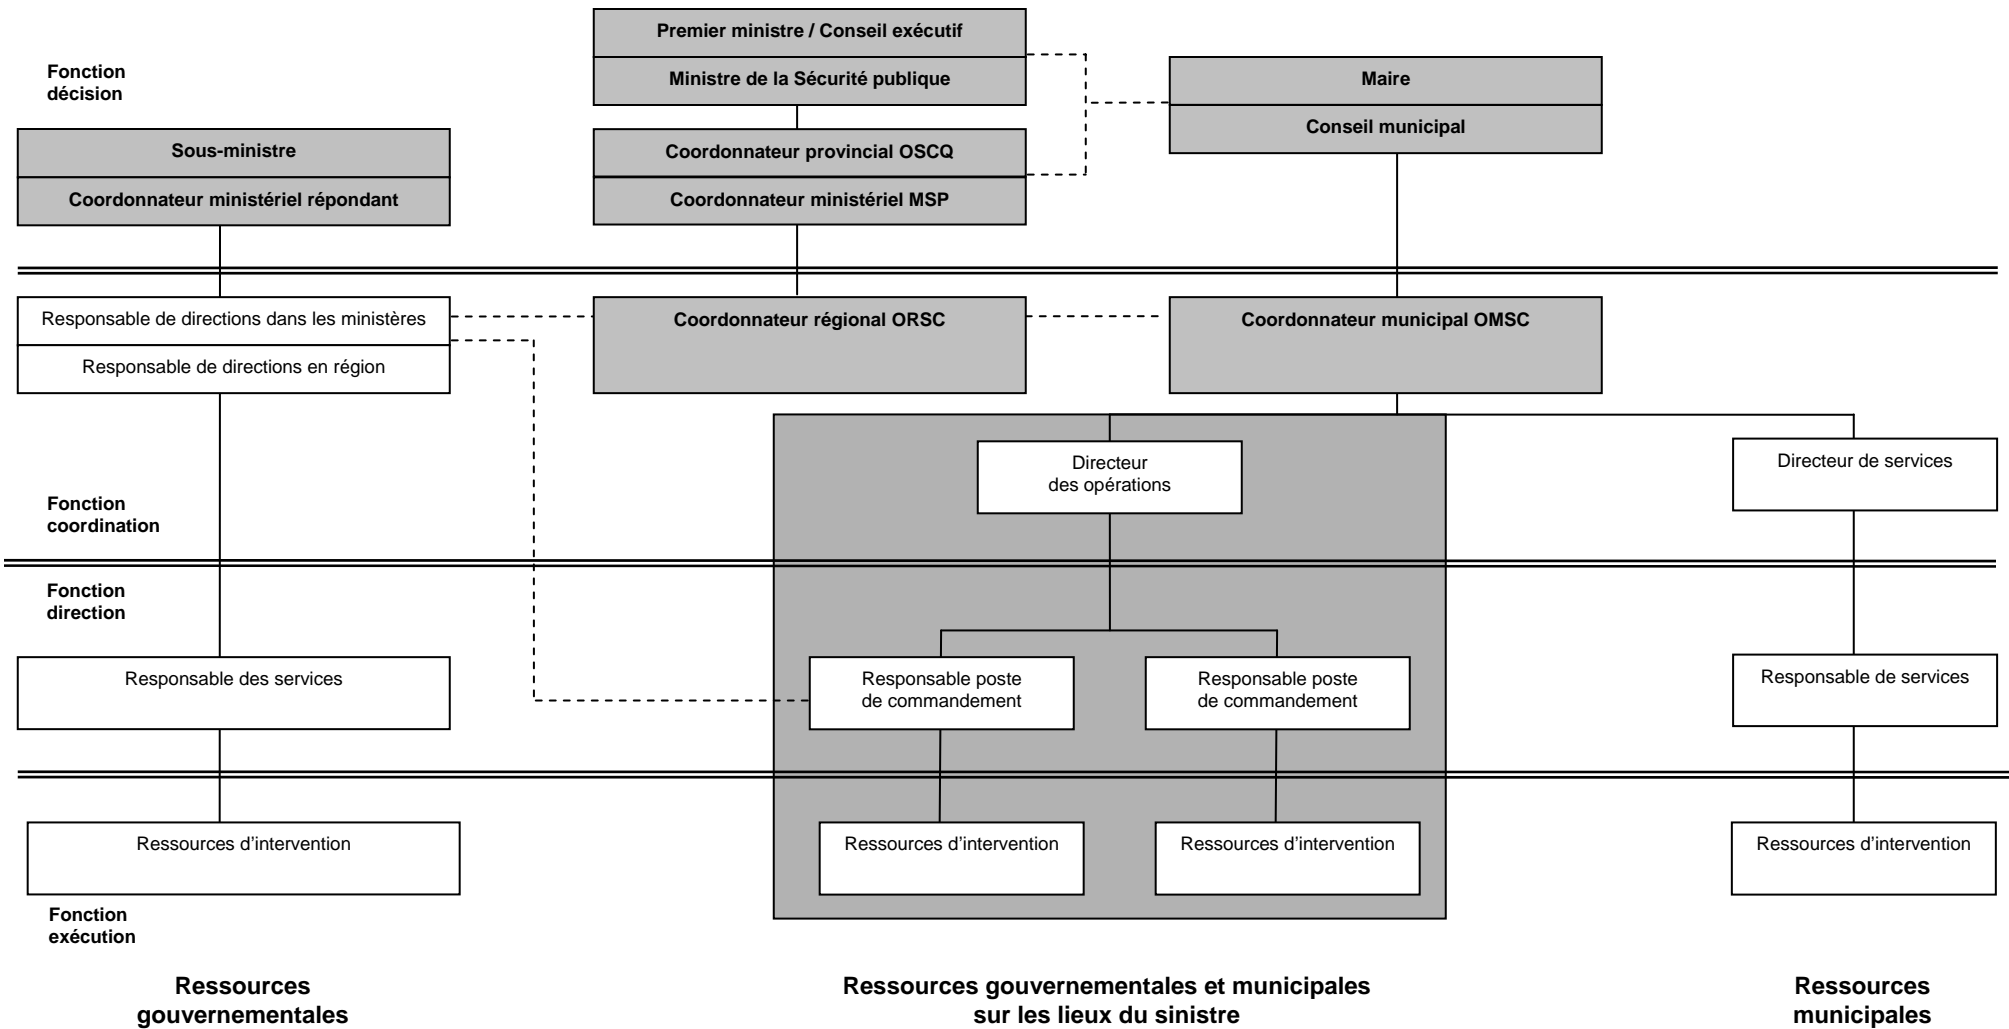 Premier ministre / Conseil exécutif
Ministre de la Sécurité publique
Fonction
décision
Maire
Conseil municipal
Sous-ministre
Coordonnateur ministériel répondant
Coordonnateur provincial OSCQ
Coordonnateur ministériel MSP
Responsable de directions dans les ministères
Responsable de directions en région
Coordonnateur régional ORSC
Coordonnateur municipal OMSC
Directeur
des opérations
Directeur de services
Fonction
coordination
Fonction
direction
Responsable des services
Responsable poste
de commandement
Responsable poste
de commandement
Responsable de services
Ressources d’intervention
Ressources d’intervention
Ressources d’intervention
Ressources d’intervention
Fonction
exécution
Ressources
gouvernementales
Ressources gouvernementales et municipales
sur les lieux du sinistre
Ressources
municipales